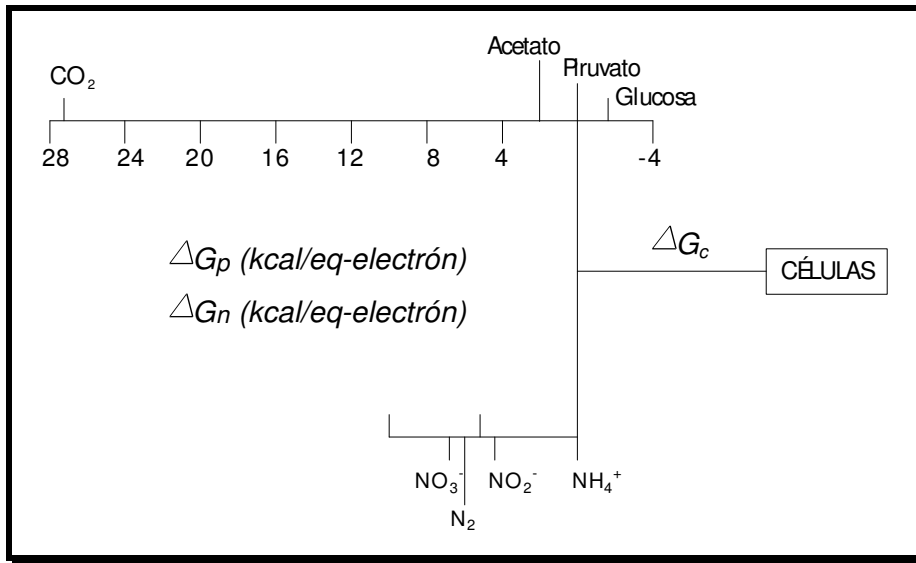 Acetato
Piruvato
CO₂
Glucosa
28 24 20 16 12 8 4 -4
△Gp (kcal/eq-electrón)
△Gc
CÉLULAS
△Gn (kcal/eq-electrón)
NO₃⁻ NO₂⁻ NH₄⁺
N₂